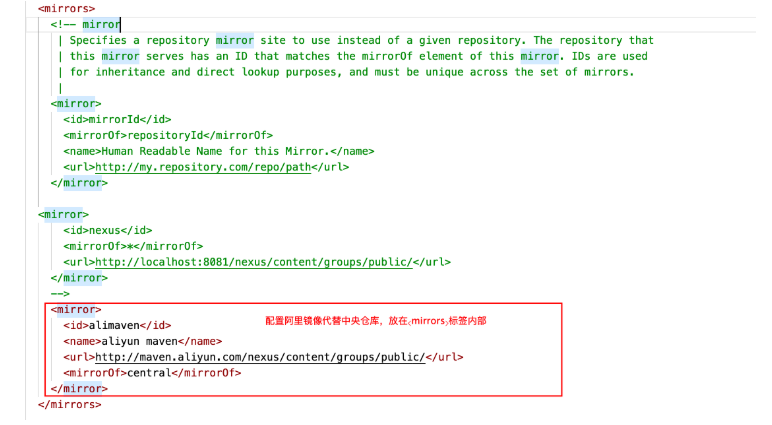 <mirrors>
<!-- mirror
| Specifies a repository mirror site to use instead of a given repository. The repository that
| this mirror serves has an ID that matches the mirrorOf element of this mirror. IDs are used
| for inheritance and direct lookup purposes, and must be unique across the set of mirrors.
|
<mirror>
<id>mirrorId</id>
<mirrorOf>repositoryId</mirrorOf>
<name>Human Readable Name for this Mirror.</name>
<url>http://my.repository.com/repo/path</url>
</mirror>
<mirror>
<id>nexus</id>
<mirrorOf>*</mirrorOf>
<url>http://localhost:8081/nexus/content/groups/public/</url>
</mirror>
-->
<mirror>
<id>alimaven</id> 配置阿里镜像代替中央仓库，放在<mirrors>标签内部
<name>aliyun maven</name>
<url>http://maven.aliyun.com/nexus/content/groups/public/</url>
<mirrorOf>central</mirrorOf>
</mirror>
</mirrors>